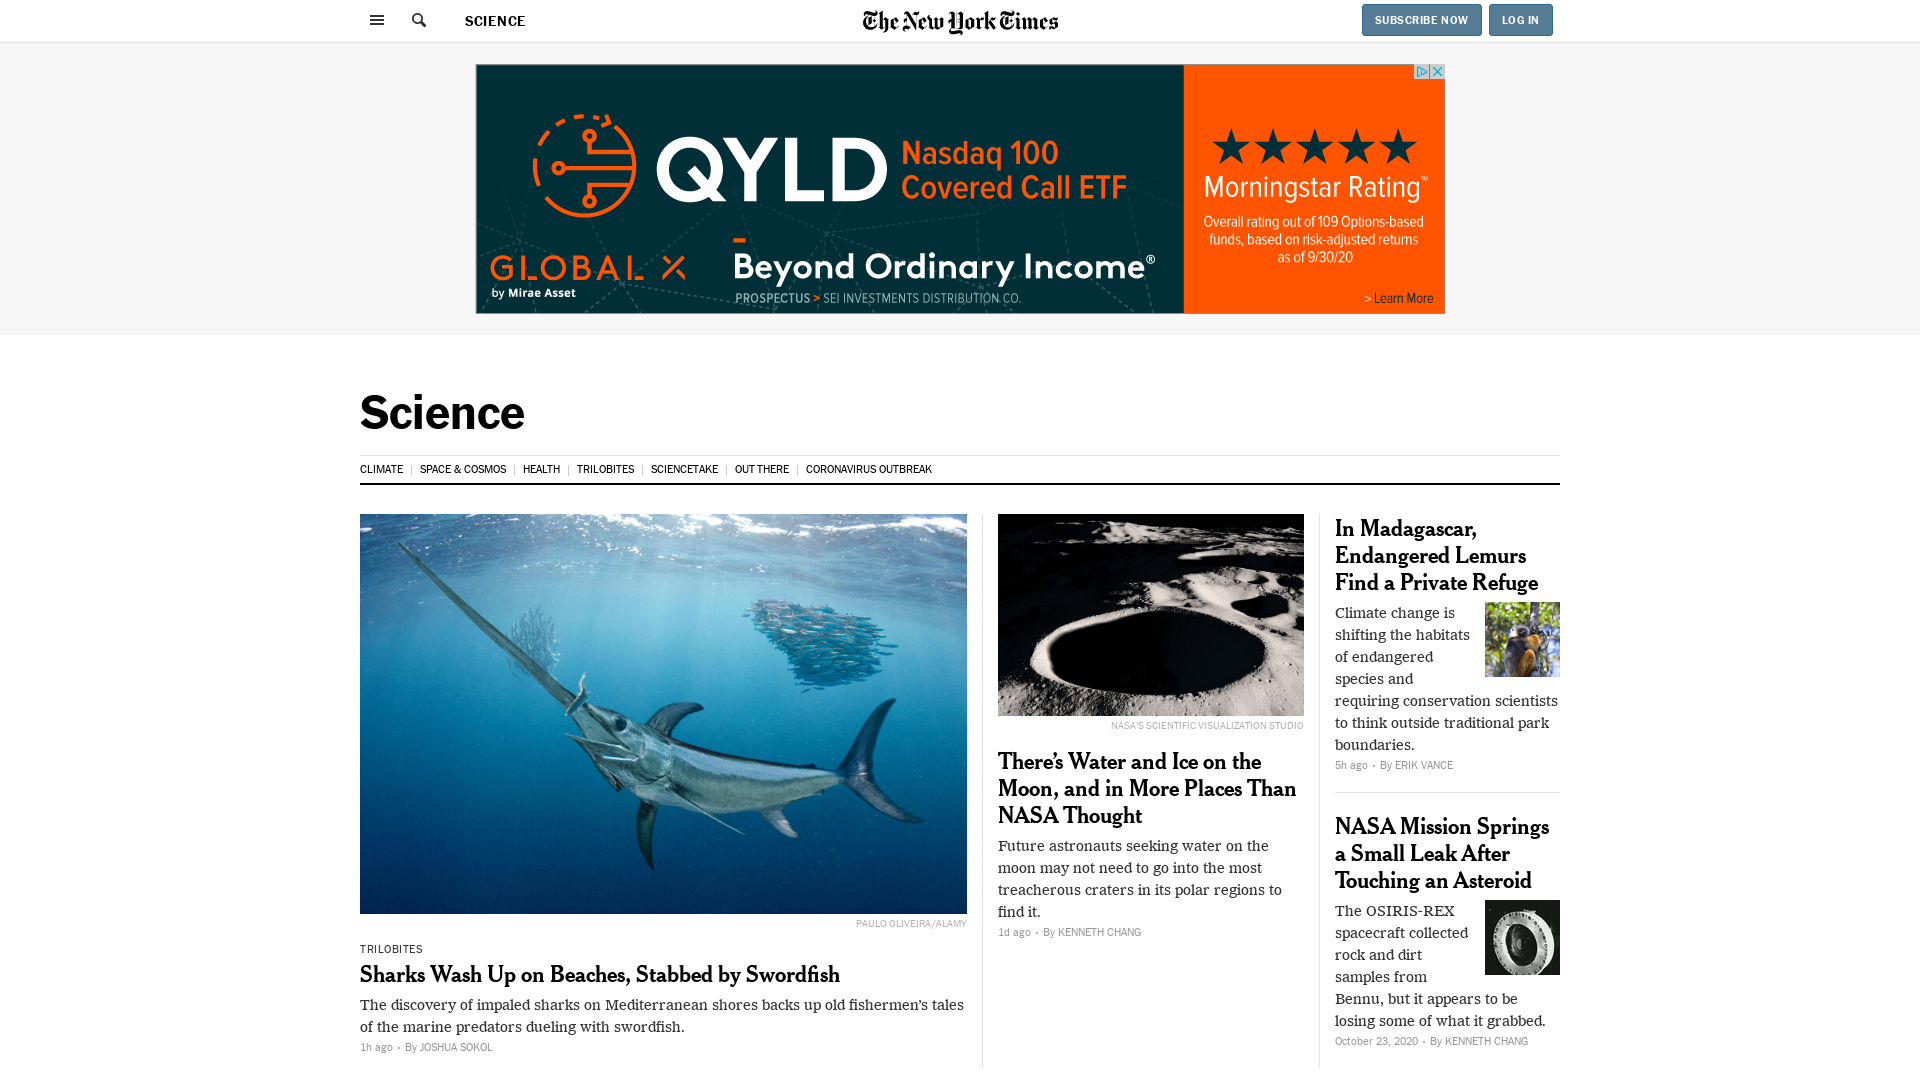 SCIENCE
The New York Times
SUBSCRIBE NOW
LOG IN
QYLD
Nasdaq 100
Covered Call ETF
GLOBAL X
by Mirae Asset
Beyond Ordinary Income®
PROSPECTUS > SEI INVESTMENTS DISTRIBUTION CO.
★★★★★
Morningstar Rating™
Overall rating out of 109 Options-based
funds, based on risk-adjusted returns
as of 9/30/20
> Learn More
Science
CLIMATE
SPACE & COSMOS
HEALTH
TRILOBITES
SCIENCETAKE
OUT THERE
CORONAVIRUS OUTBREAK
PAULO OLIVEIRA/ALAMY
TRILOBITES
Sharks Wash Up on Beaches, Stabbed by Swordfish
The discovery of impaled sharks on Mediterranean shores backs up old fishermen’s tales
of the marine predators dueling with swordfish.
1h ago • By JOSHUA SOKOL
NASA'S SCIENTIFIC VISUALIZATION STUDIO
There’s Water and Ice on the
Moon, and in More Places Than
NASA Thought
Future astronauts seeking water on the
moon may not need to go into the most
treacherous craters in its polar regions to
find it.
1d ago • By KENNETH CHANG
In Madagascar,
Endangered Lemurs
Find a Private Refuge
Climate change is
shifting the habitats
of endangered
species and
requiring conservation scientists
to think outside traditional park
boundaries.
5h ago • By ERIK VANCE
NASA Mission Springs
a Small Leak After
Touching an Asteroid
The OSIRIS-REX
spacecraft collected
rock and dirt
samples from
Bennu, but it appears to be
losing some of what it grabbed.
October 23, 2020 • By KENNETH CHANG